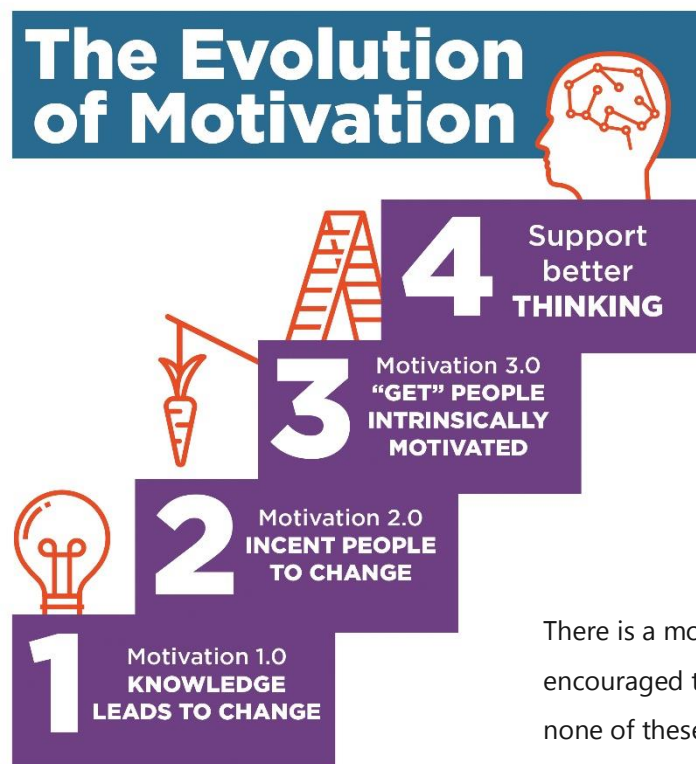 The Evolution
of Motivation
4
Support
better
THINKING
3
Motivation 3.0
“GET” PEOPLE
INTRINSICALLY
MOTIVATED
2
Motivation 2.0
INCENT PEOPLE
TO CHANGE
1
Motivation 1.0
KNOWLEDGE
LEADS TO CHANGE
There is a
encouraged
none of these